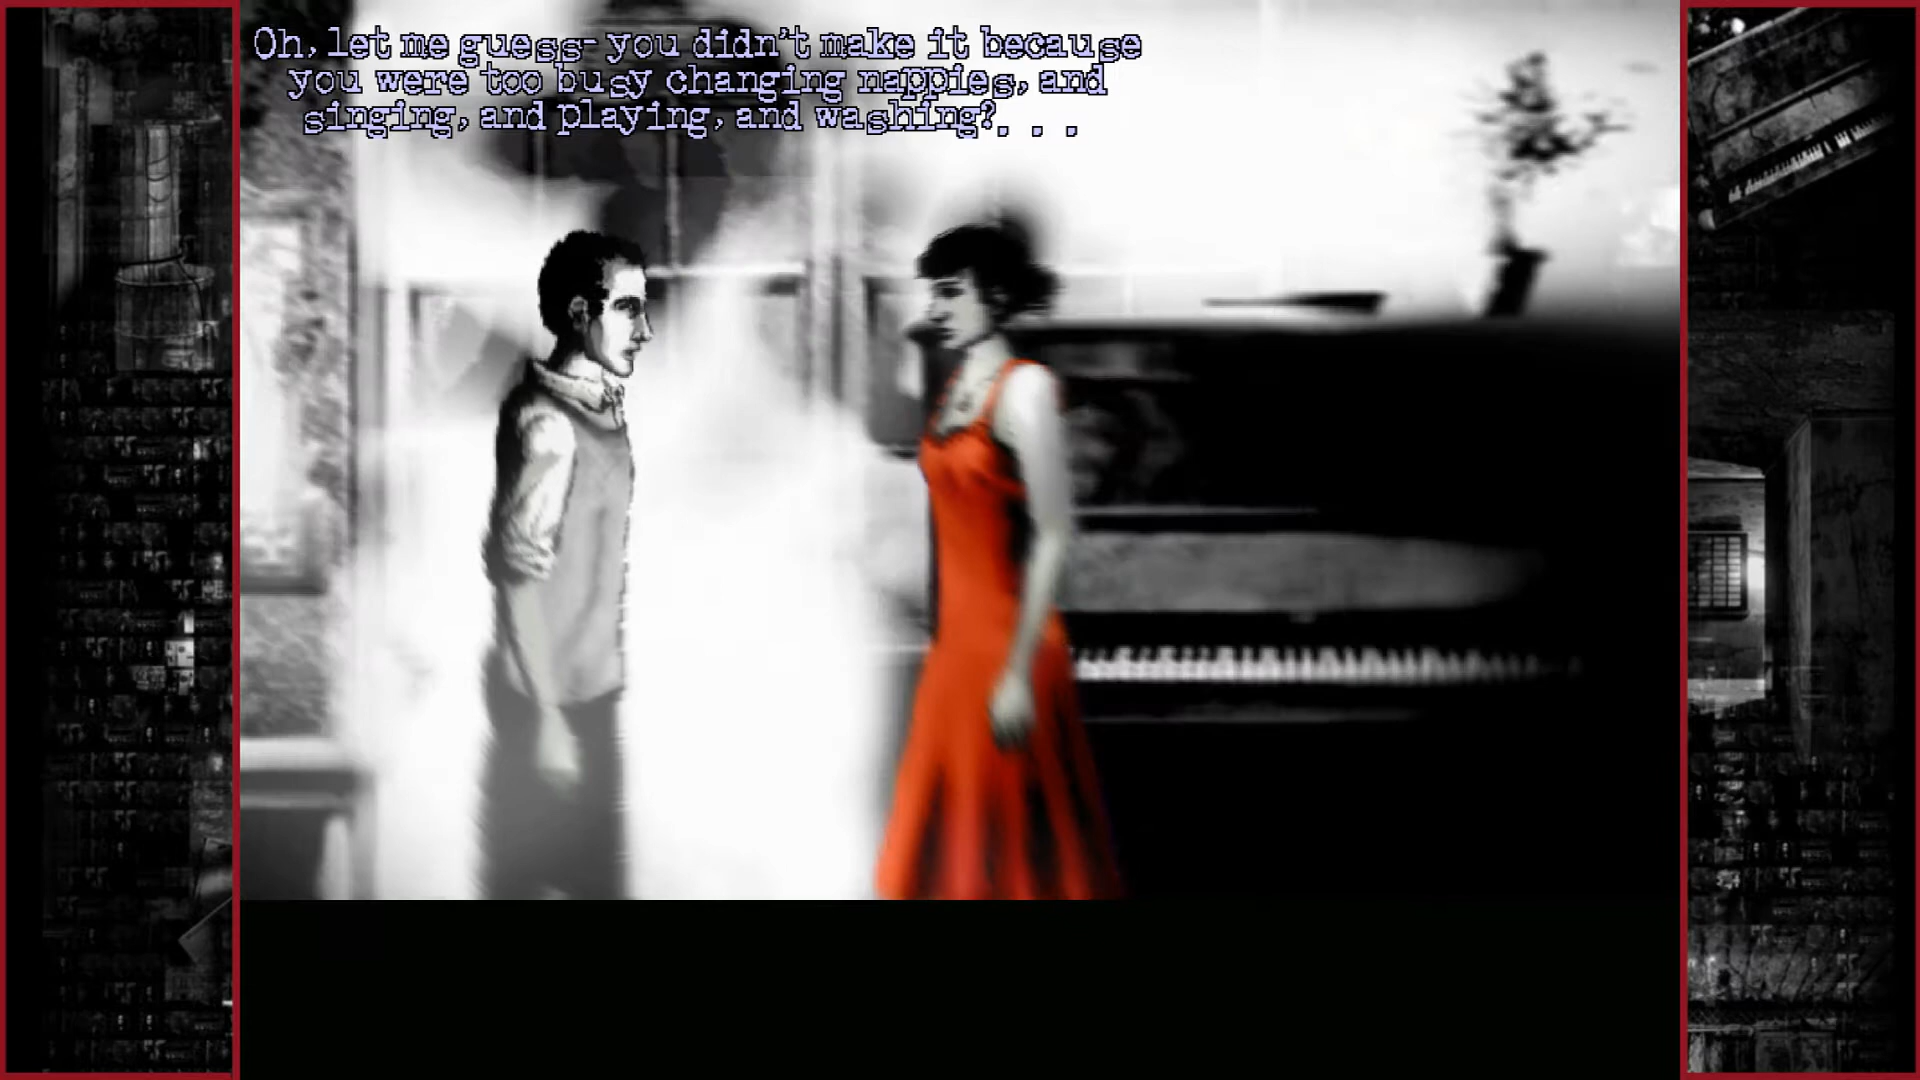 Oh, let me guess- you didn't make it because
you were too busy changing nappies, and
singing, and playing, and washing?. . .